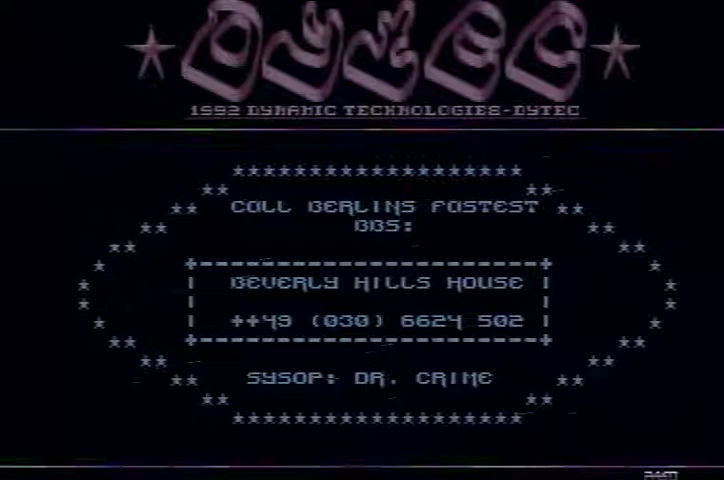 DYTEC
1992 DYNAMIC TECHNOLOGIES-DYTEC
CALL BERLINS FASTEST
BBS:
BEVERLY HILLS HOUSE
++49 (030) 6624 502
SYSOP: DR. CRIME